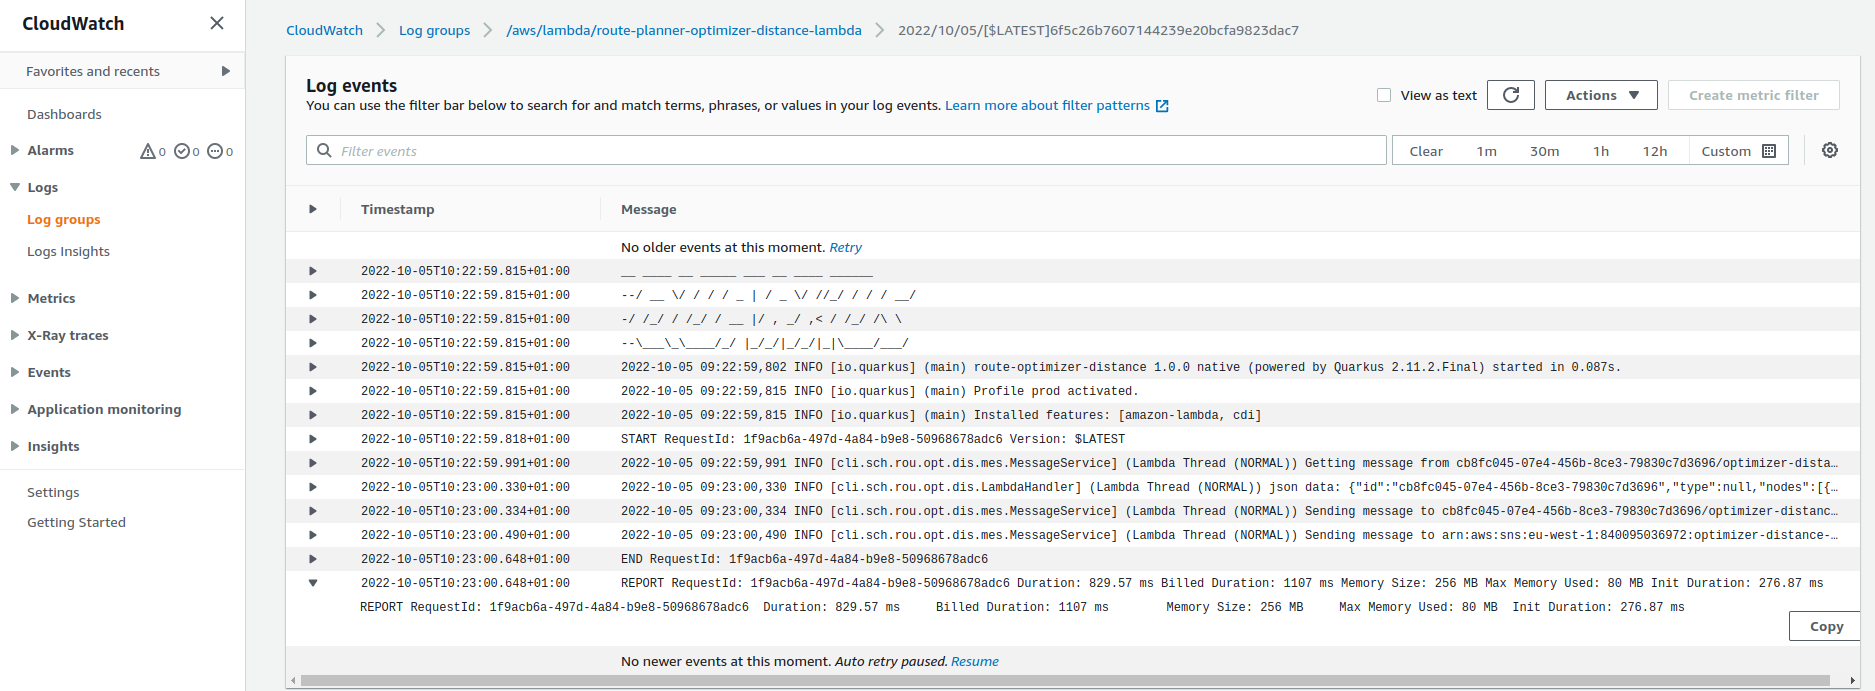 CloudWatch
Favorites and recents
Dashboards
Alarms 0 0 0
Logs
Log groups
Logs Insights
Metrics
X-Ray traces
Events
Application monitoring
Insights
Settings
Getting Started
CloudWatch > Log groups > /aws/lambda/route-planner-optimizer-distance-lambda > 2022/10/05/[$LATEST]6f5c26b7607144239e20bcfa9823dac7
Log events
You can use the filter bar below to search for and match terms, phrases, or values in your log events. Learn more about filter patterns
View as text Actions Create metric filter
Filter events Clear 1m 30m 1h 12h Custom
Timestamp Message
No older events at this moment. Retry
2022-10-05T10:22:59.815+01:00 __ ____ __ _____ ___ __ ____ ______
2022-10-05T10:22:59.815+01:00 --/ __ \/ / / / _ | / _ \/ //_/ / / / __/
2022-10-05T10:22:59.815+01:00 -/ /_/ / /_/ / __ |/ , _/ ,< / /_/ /\ \
2022-10-05T10:22:59.815+01:00 --\___\_\____/_/ |_/_/|_/_/|_|\____/___/
2022-10-05T10:22:59.815+01:00 2022-10-05 09:22:59,802 INFO [io.quarkus] (main) route-optimizer-distance 1.0.0 native (powered by Quarkus 2.11.2.Final) started in 0.087s.
2022-10-05T10:22:59.815+01:00 2022-10-05 09:22:59,815 INFO [io.quarkus] (main) Profile prod activated.
2022-10-05T10:22:59.815+01:00 2022-10-05 09:22:59,815 INFO [io.quarkus] (main) Installed features: [amazon-lambda, cdi]
2022-10-05T10:22:59.818+01:00 START RequestId: 1f9acb6a-497d-4a84-b9e8-50968678adc6 Version: $LATEST
2022-10-05T10:22:59.991+01:00 2022-10-05 09:22:59,991 INFO [cli.sch.rou.opt.dis.mes.MessageService] (Lambda Thread (NORMAL)) Getting message from cb8fc045-07e4-456b-8ce3-79830c7d3696/optimizer-dista…
2022-10-05T10:23:00.330+01:00 2022-10-05 09:23:00,330 INFO [cli.sch.rou.opt.dis.LambdaHandler] (Lambda Thread (NORMAL)) json data: {"id":"cb8fc045-07e4-456b-8ce3-79830c7d3696","type":null,"nodes":[{…
2022-10-05T10:23:00.334+01:00 2022-10-05 09:23:00,334 INFO [cli.sch.rou.opt.dis.mes.MessageService] (Lambda Thread (NORMAL)) Sending message to cb8fc045-07e4-456b-8ce3-79830c7d3696/optimizer-distanc…
2022-10-05T10:23:00.490+01:00 2022-10-05 09:23:00,490 INFO [cli.sch.rou.opt.dis.mes.MessageService] (Lambda Thread (NORMAL)) Sending message to arn:aws:sns:eu-west-1:840095036972:optimizer-distance-…
2022-10-05T10:23:00.648+01:00 END RequestId: 1f9acb6a-497d-4a84-b9e8-50968678adc6
2022-10-05T10:23:00.648+01:00 REPORT RequestId: 1f9acb6a-497d-4a84-b9e8-50968678adc6 Duration: 829.57 ms Billed Duration: 1107 ms Memory Size: 256 MB Max Memory Used: 80 MB Init Duration: 276.87 ms
REPORT RequestId: 1f9acb6a-497d-4a84-b9e8-50968678adc6 Duration: 829.57 ms Billed Duration: 1107 ms Memory Size: 256 MB Max Memory Used: 80 MB Init Duration: 276.87 ms
Copy
No newer events at this moment. Auto retry paused. Resume